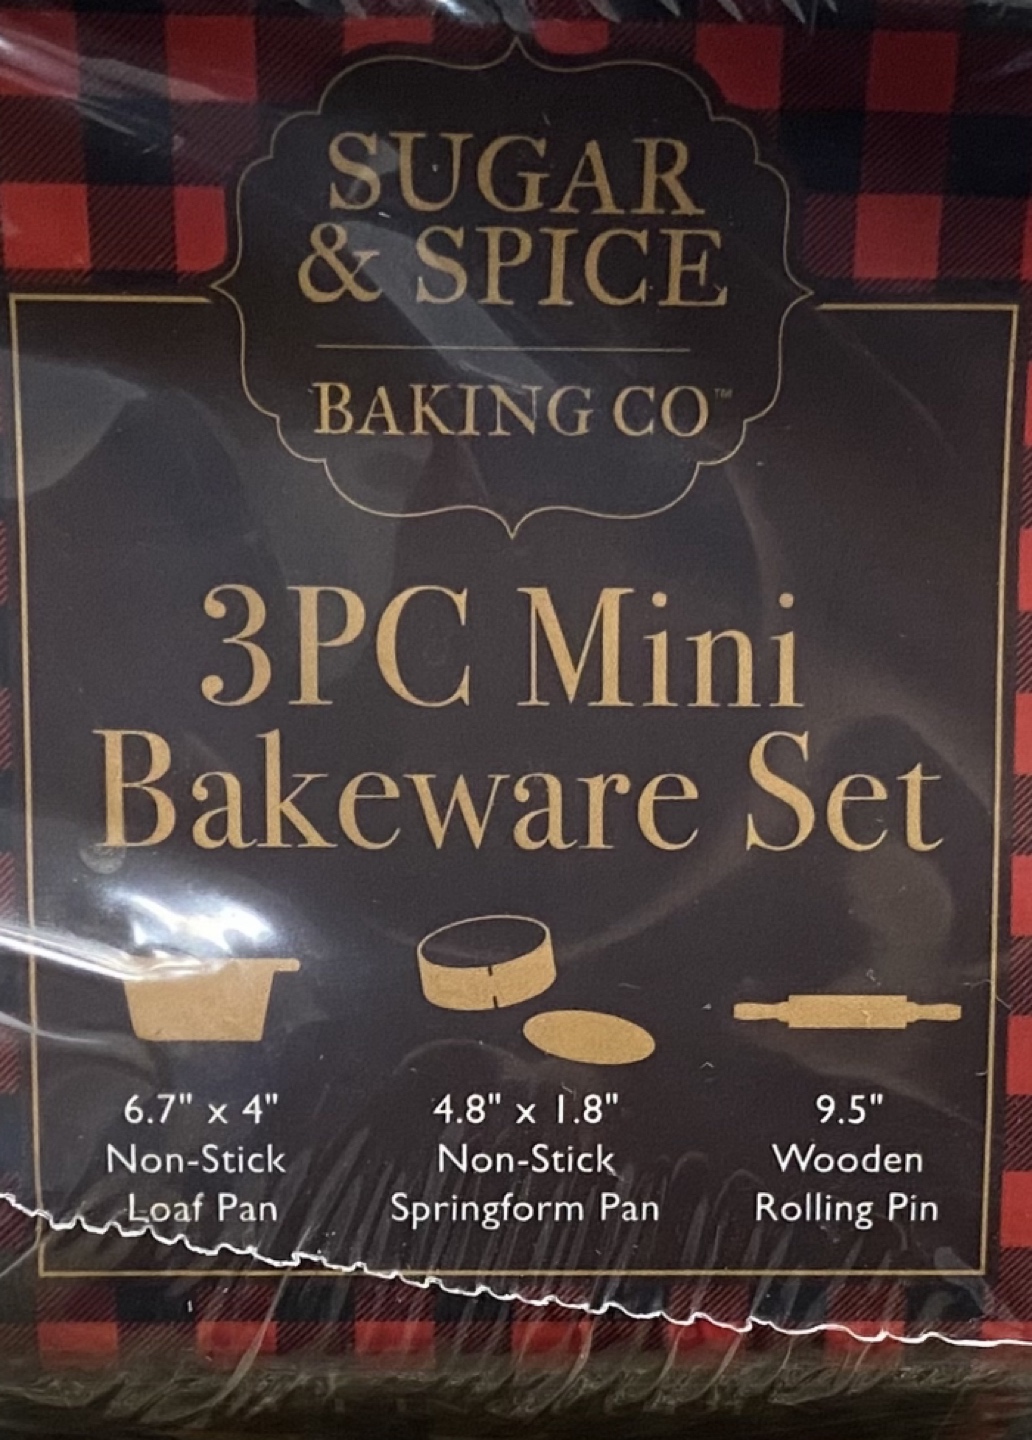 SUGAR
& SPICE
BAKING CO™
3PC Mini
Bakeware Set
6.7" x 4"
Non-Stick
Loaf Pan
4.8" x 1.8"
Non-Stick
Springform Pan
9.5"
Wooden
Rolling Pin